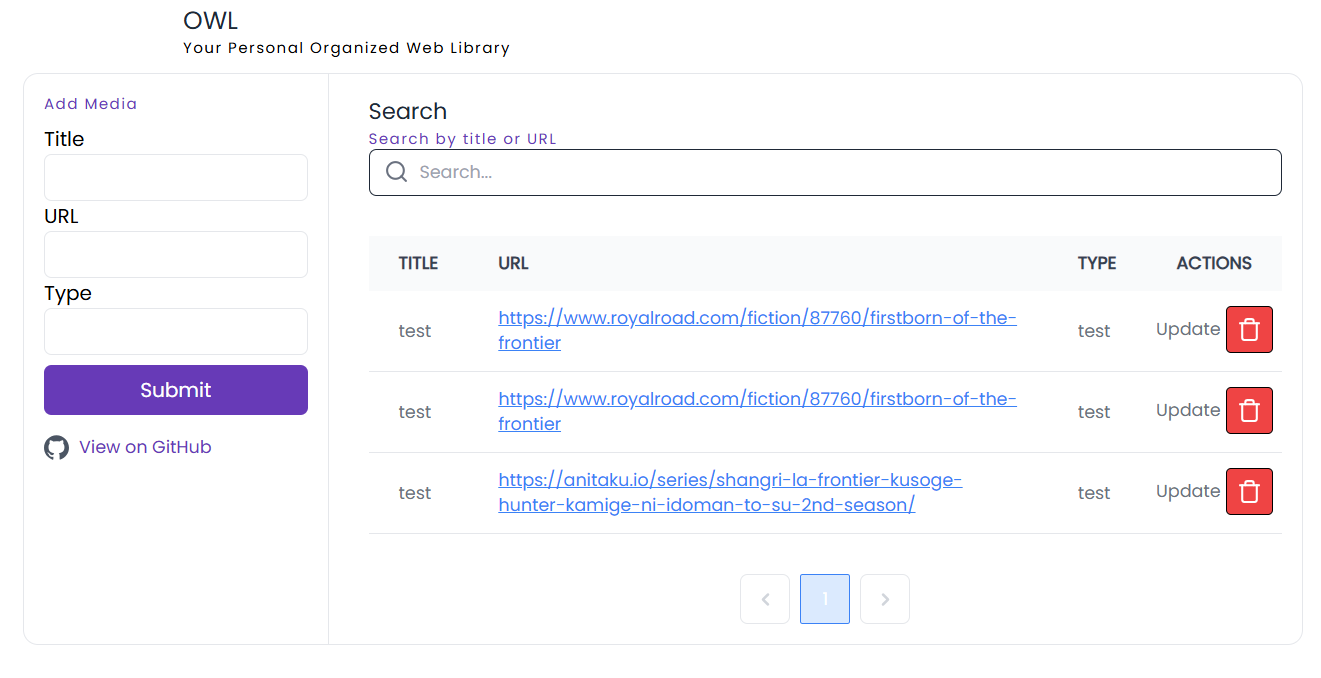 OWL
Your Personal Organized Web Library
Add Media
Title
URL
Type
Submit
View on GitHub
Search
Search by title or URL
Search...
TITLE URL TYPE ACTIONS
test https://www.royalroad.com/fiction/87760/firstborn-of-the- test Update
frontier
test https://www.royalroad.com/fiction/87760/firstborn-of-the- test Update
frontier
test https://anitaku.io/series/shangri-la-frontier-kusoge- test Update
hunter-kamige-ni-idoman-to-su-2nd-season/
1